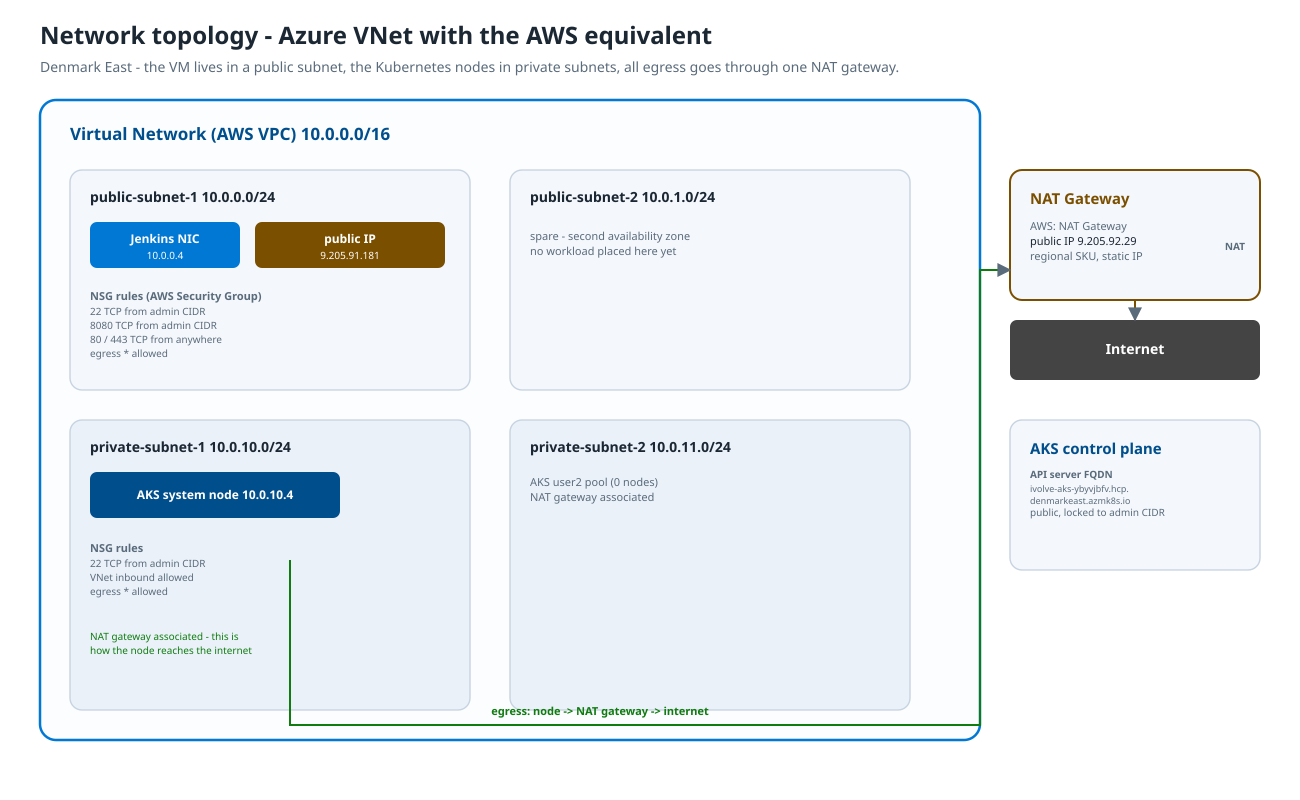 Network topology - Azure VNet with the AWS equivalent
Denmark East - the VM lives in a public subnet, the Kubernetes nodes in private subnets, all egress goes through one NAT gateway.
Virtual Network (AWS VPC) 10.0.0.0/16
public-subnet-1 10.0.0.0/24
Jenkins NIC
10.0.0.4
public IP
9.205.91.181
NSG rules (AWS Security Group)
22 TCP from admin CIDR
8080 TCP from admin CIDR
80 / 443 TCP from anywhere
egress * allowed
public-subnet-2 10.0.1.0/24
spare - second availability zone
no workload placed here yet
NAT Gateway
AWS: NAT Gateway
public IP 9.205.92.29
regional SKU, static IP
NAT
Internet
private-subnet-1 10.0.10.0/24
AKS system node 10.0.10.4
NSG rules
22 TCP from admin CIDR
VNet inbound allowed
egress * allowed
NAT gateway associated - this is
how the node reaches the internet
private-subnet-2 10.0.11.0/24
AKS user2 pool (0 nodes)
NAT gateway associated
AKS control plane
API server FQDN
ivolve-aks-ybyvjbfv.hcp.
denmarkeast.azmk8s.io
public, locked to admin CIDR
egress: node -> NAT gateway -> internet